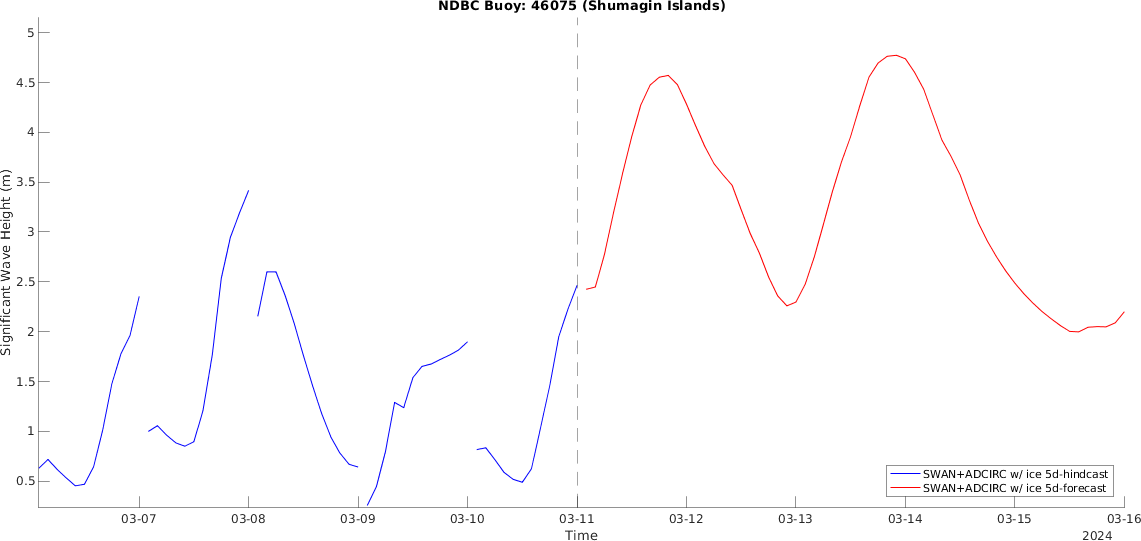 NDBC Buoy: 46075 (Shumagin Islands)
5
4.5
4
3.5
3
2.5
2
1.5
1
0.5
Significant Wave Height (m)
SWAN+ADCIRC w/ ice 5d-hindcast
SWAN+ADCIRC w/ ice 5d-forecast
03-07 03-08 03-09 03-10 03-11 03-12 03-13 03-14 03-15 03-16
Time
2024